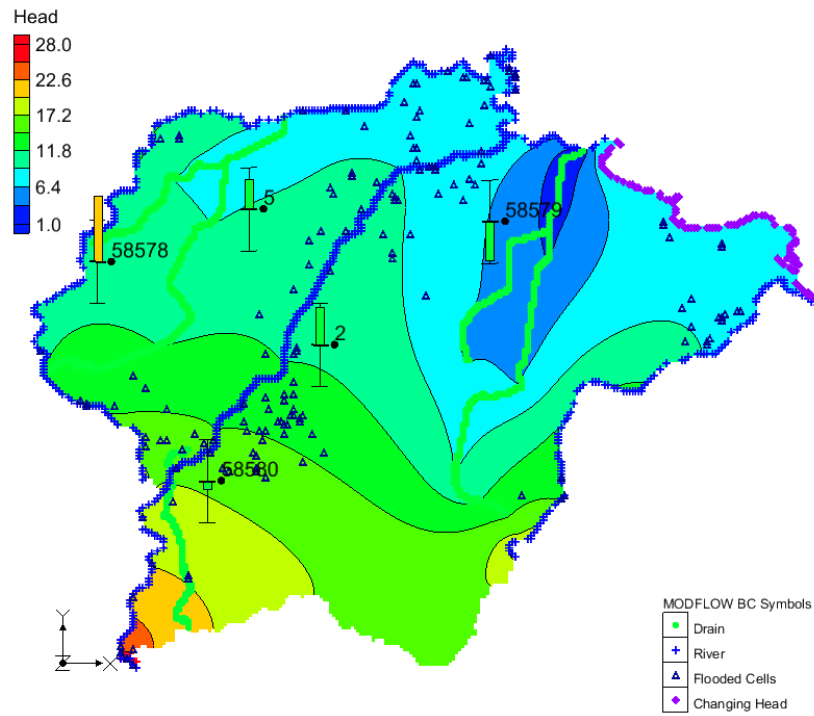 Head
28.0
22.6
17.2
11.8
6.4
1.0
5
58579
58578
2
58580
Y
Z
X
MODFLOW BC Symbols
Drain
River
Flooded Cells
Changing Head